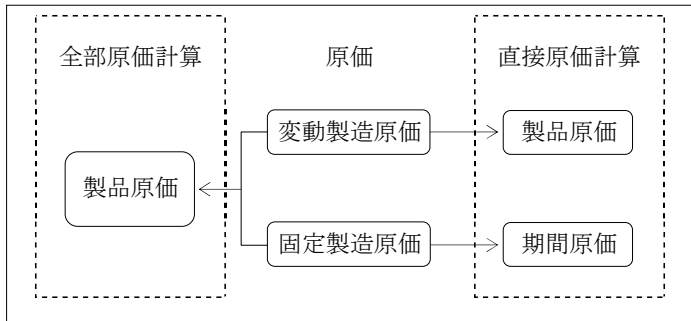 全部原価計算
原価
直接原価計算
変動製造原価
製品原価
製品原価
固定製造原価
期間原価